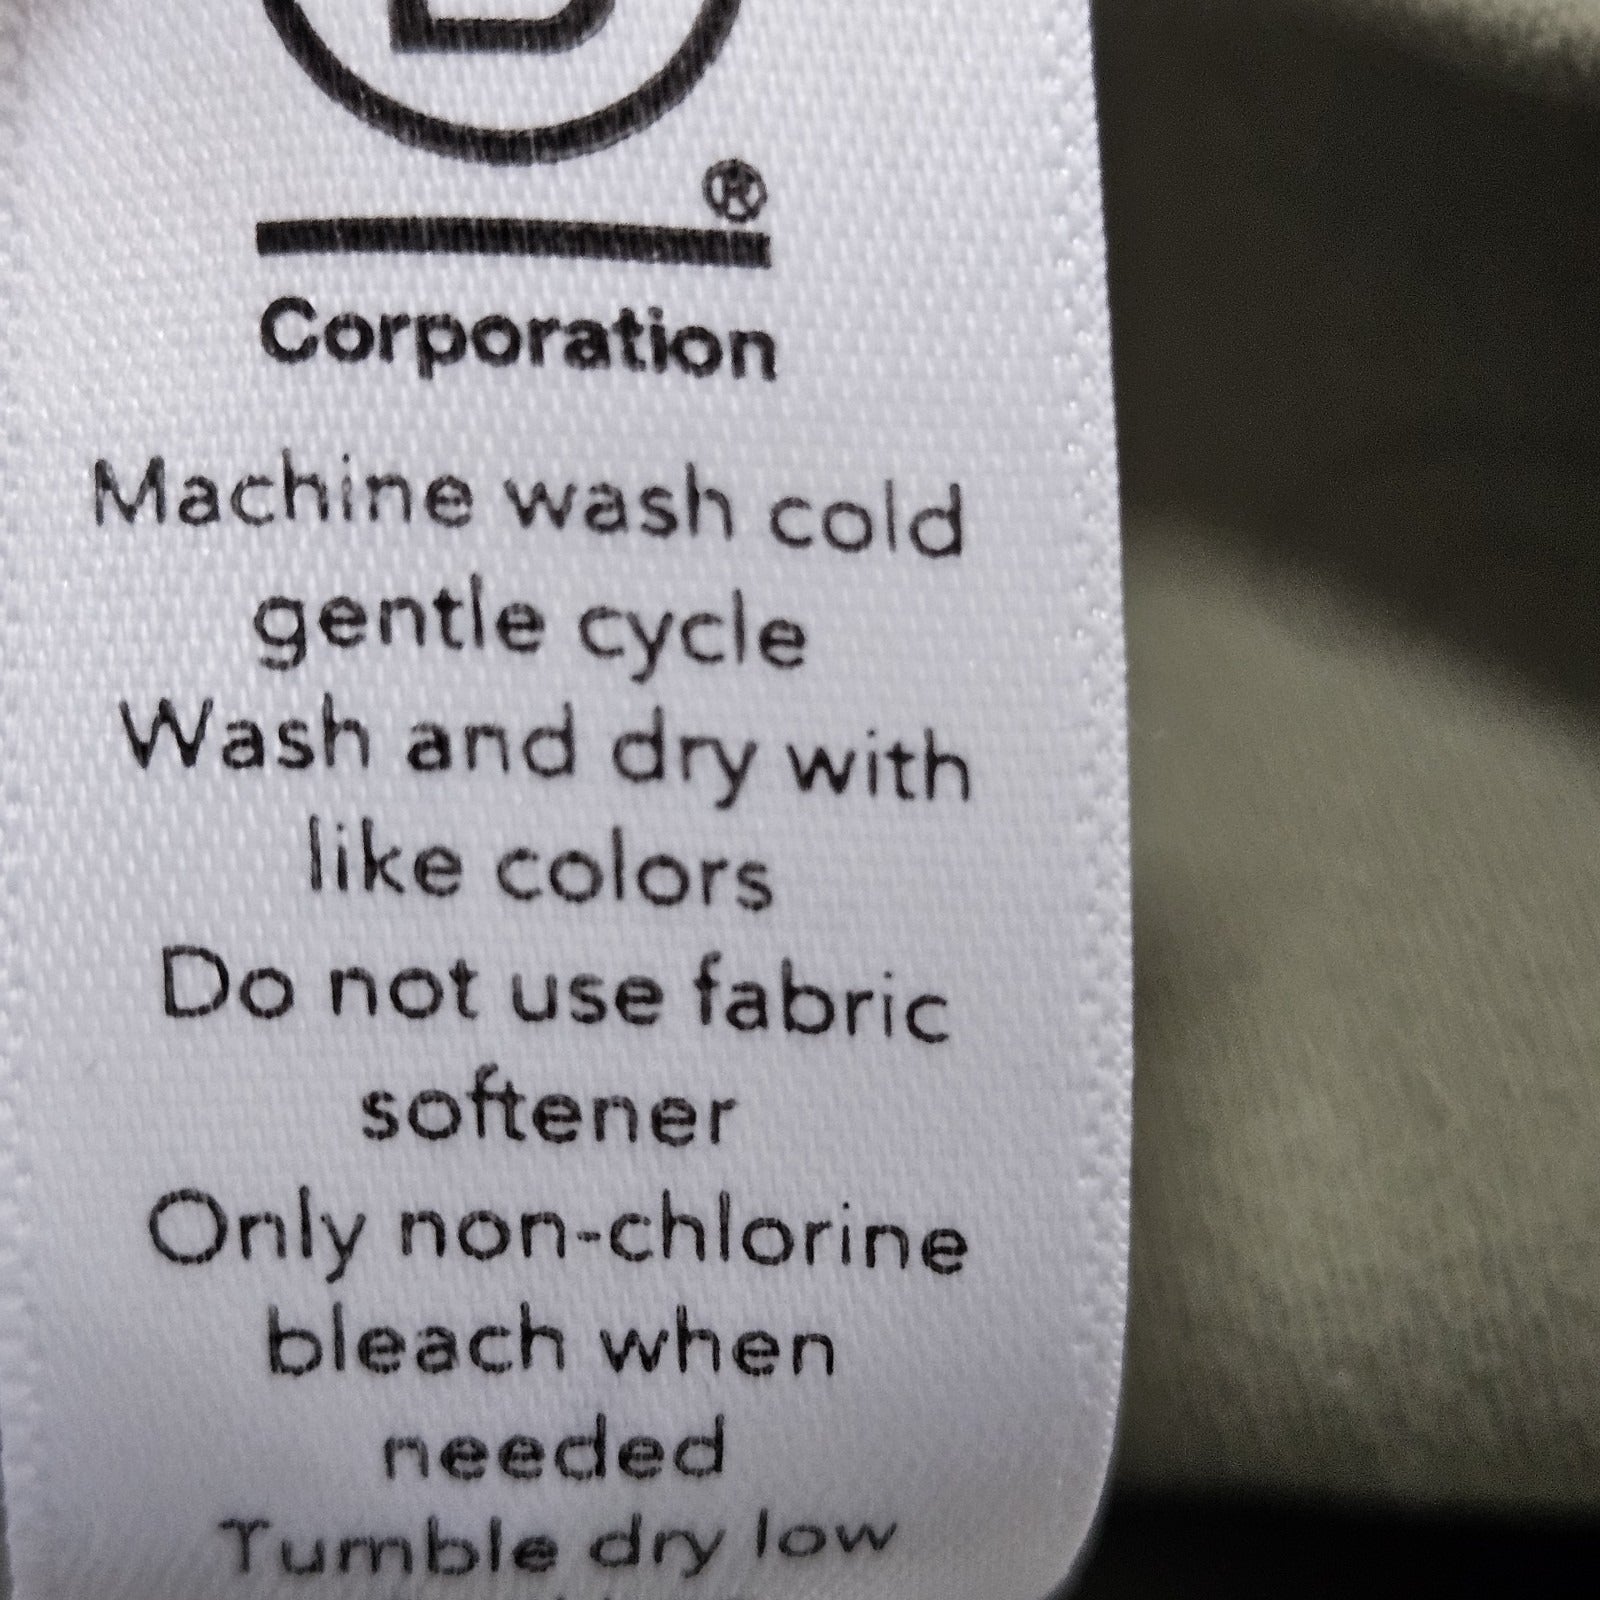 B
®
Corporation
Machine wash cold
gentle cycle
Wash and dry with
like colors
Do not use fabric
softener
Only non-chlorine
bleach when
needed
Tumble dry low